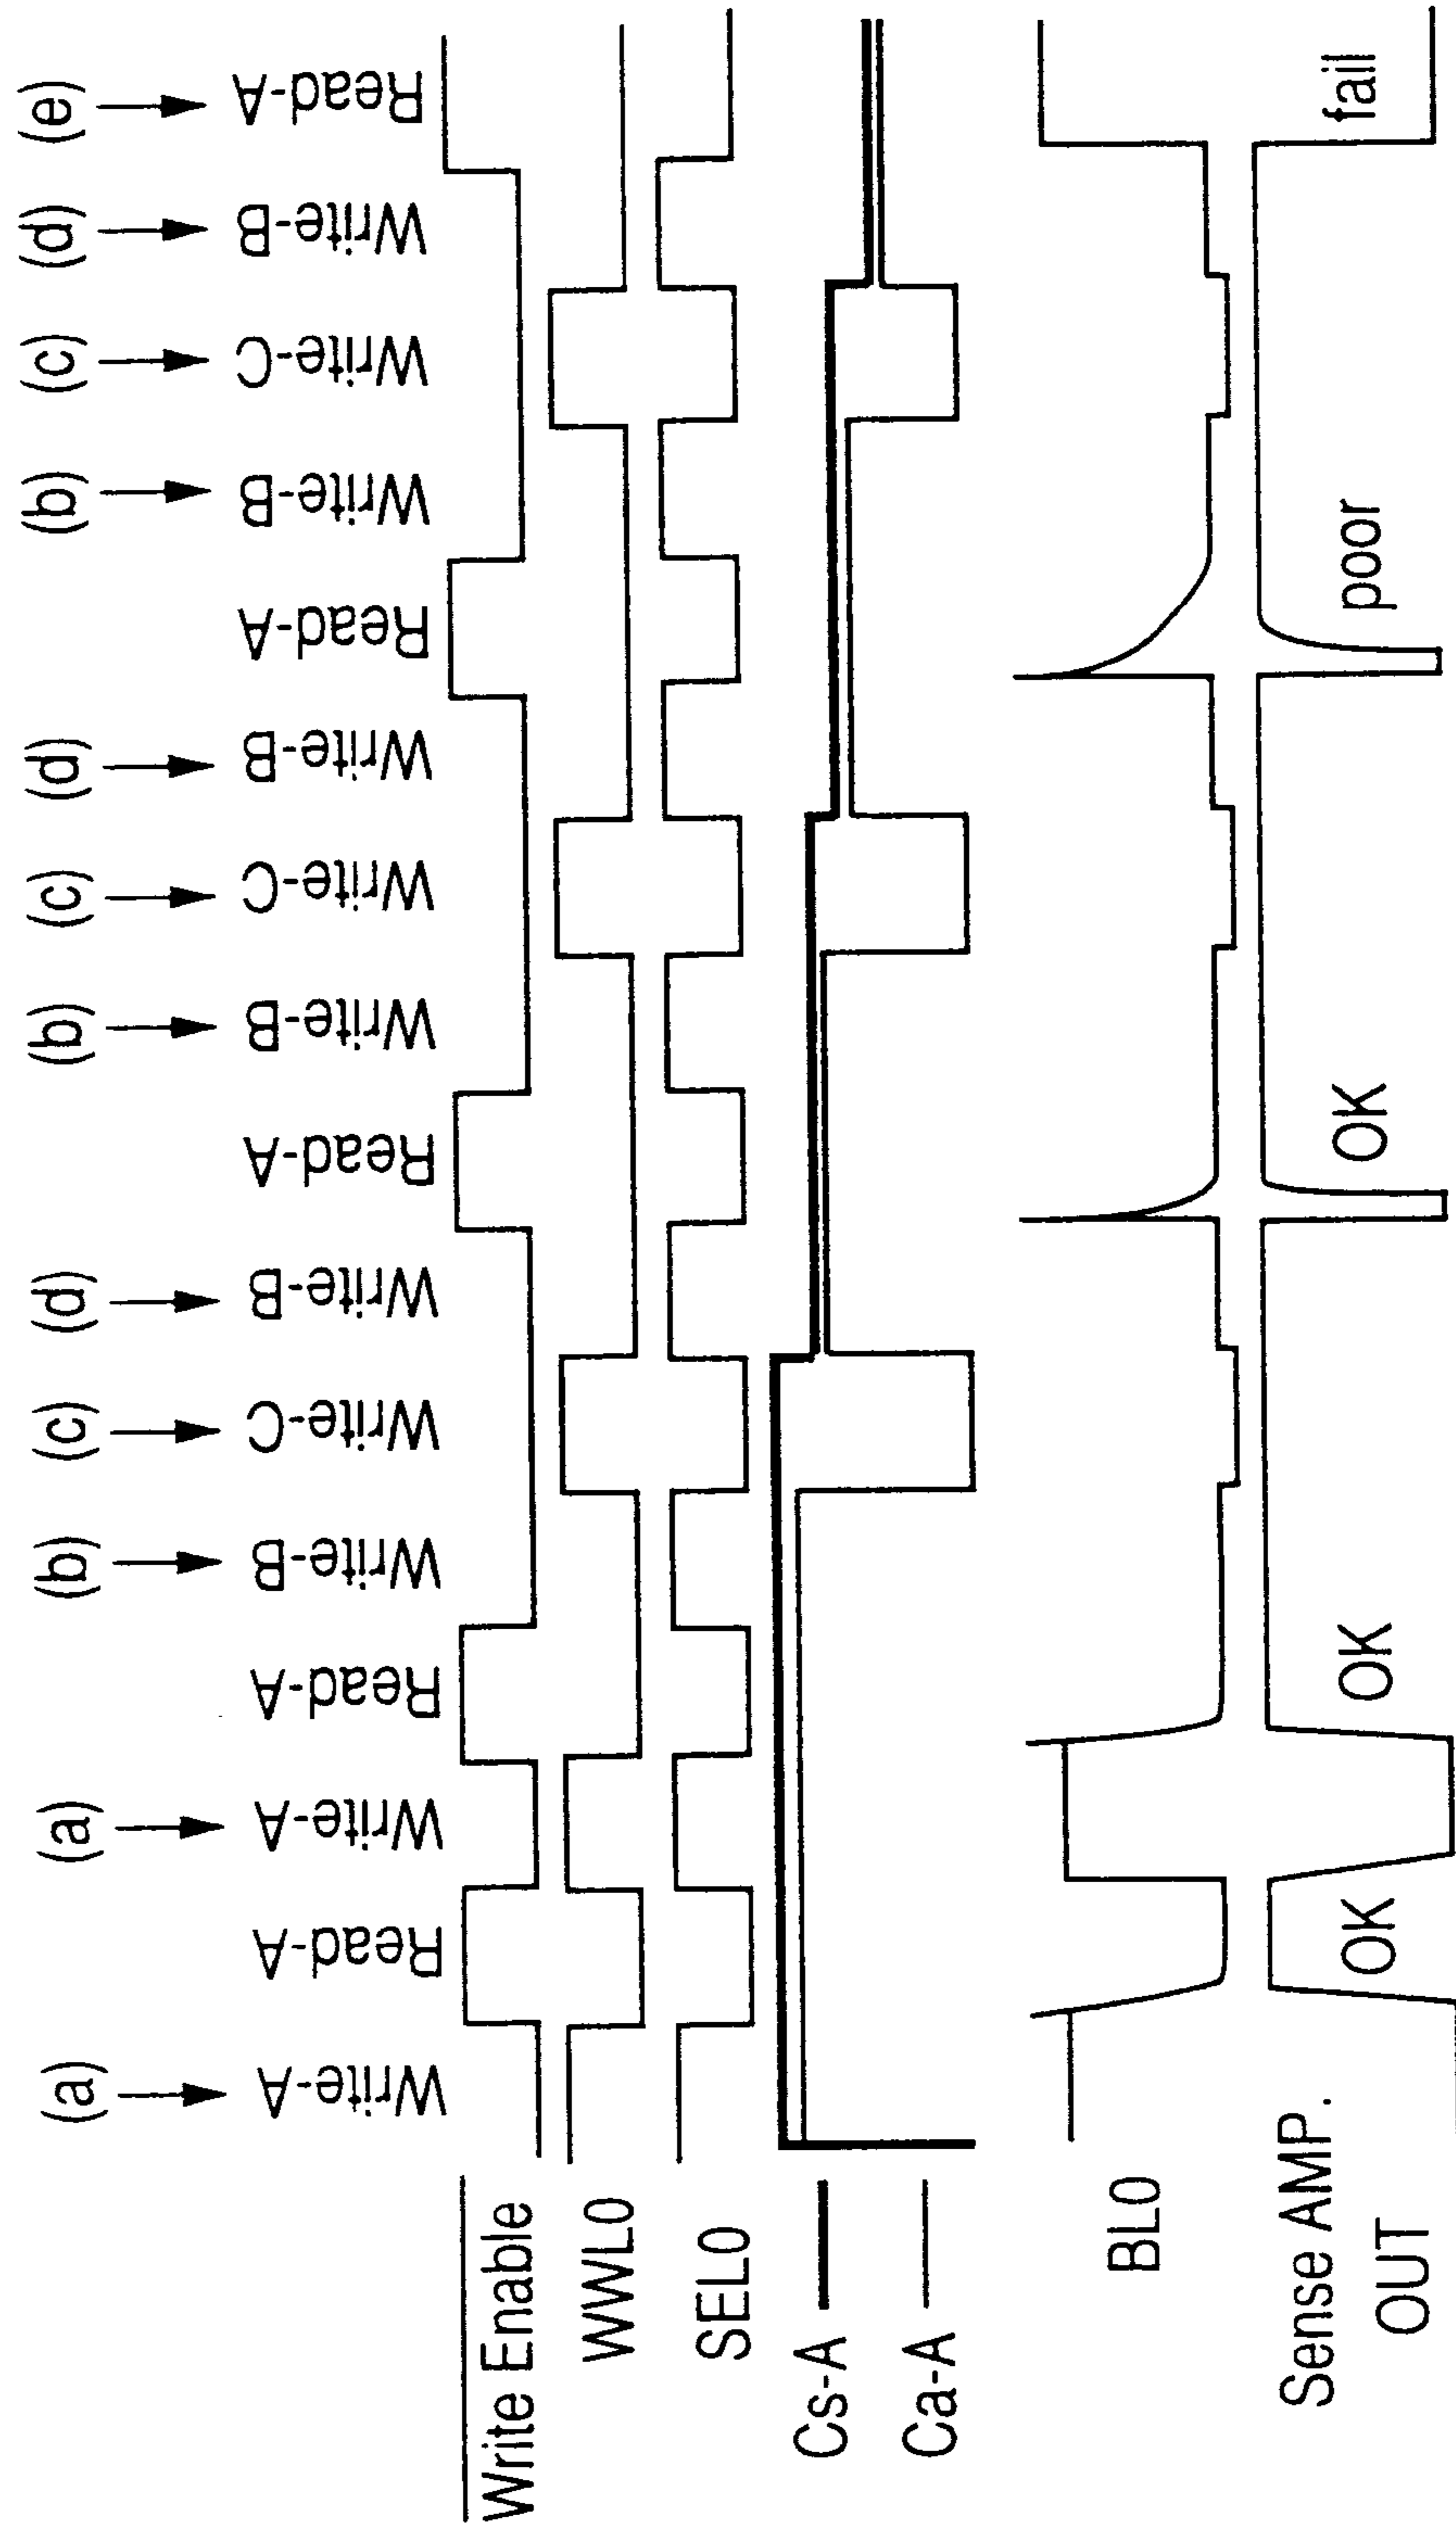 (a) (a) (b) (c) (d) (b) (c) (d) (b) (c) (d) (e)
Write-A Read-A Write-A Read-A Write-B Write-C Write-B Read-A Write-B Write-C Write-B Read-A Write-B Write-C Write-B Read-A
Write Enable
WWL0
SEL0
Cs-A
Ca-A
BL0
Sense AMP.
OUT
OK OK OK poor fail